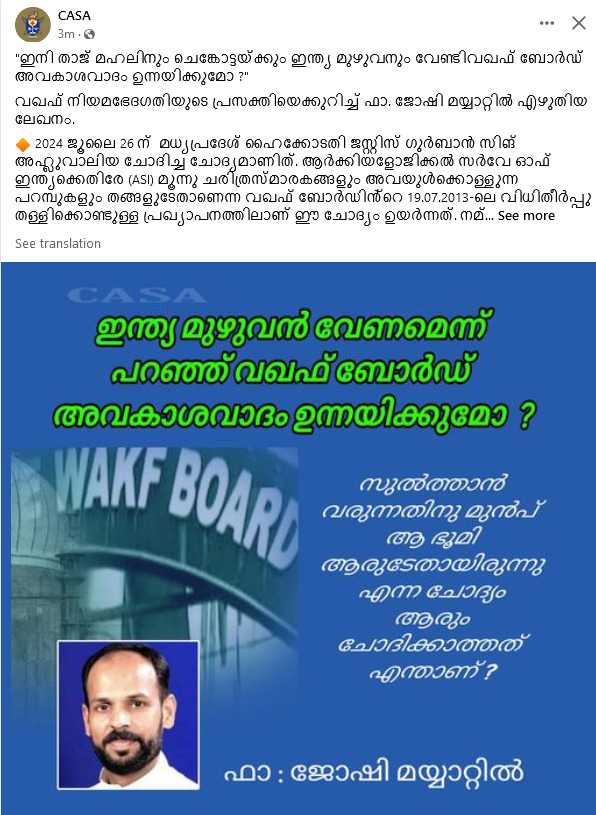 CASA
3m
"ഇനി താജ് മഹലിനും ചെങ്കോട്ടയ്ക്കും ഇന്ത്യ മുഴുവനും വേണ്ടിവഖഫ് ബോർഡ്
അവകാശവാദം ഉന്നയിക്കുമോ ?"
വഖഫ് നിയമഭേദഗതിയുടെ പ്രസക്തിയെക്കുറിച്ച് ഫാ. ജോഷി മയ്യാറ്റിൽ എഴുതിയ
ലേഖനം.
🔶 2024 ജൂലൈ 26 ന് മധ്യപ്രദേശ് ഹൈക്കോടതി ജസ്റ്റിസ് ഗുർബാൻ സിങ്
അഹ്ലുവാലിയ ചോദിച്ച ചോദ്യമാണിത്. ആർക്കിയളോജിക്കൽ സർവേ ഓഫ്
ഇന്ത്യക്കെതിരേ (ASI) മൂന്നു ചരിത്രസ്മാരകങ്ങളും അവയുൾക്കൊള്ളുന്ന
പറമ്പുകളും തങ്ങളുടേതാണെന്ന വഖഫ് ബോർഡിൻ്റെ 19.07.2013-ലെ വിധിതീർപ്പു
തള്ളിക്കൊണ്ടുള്ള പ്രഖ്യാപനത്തിലാണ് ഈ ചോദ്യം ഉയർന്നത്. നമ്... See more
See translation
CASA
ഇന്ത്യ മുഴുവൻ വേണമെന്ന്
പറഞ്ഞ് വഖഫ് ബോർഡ്
അവകാശവാദം ഉന്നയിക്കുമോ ?
WAKF BOARD
സുൽത്താൻ
വരുന്നതിനു മുൻപ്
ആ ഭൂമി
ആരുടേതായിരുന്നു
എന്ന ചോദ്യം
ആരും
ചോദിക്കാത്തത്
എന്താണ് ?
ഫാ : ജോഷി മയ്യാറ്റിൽ